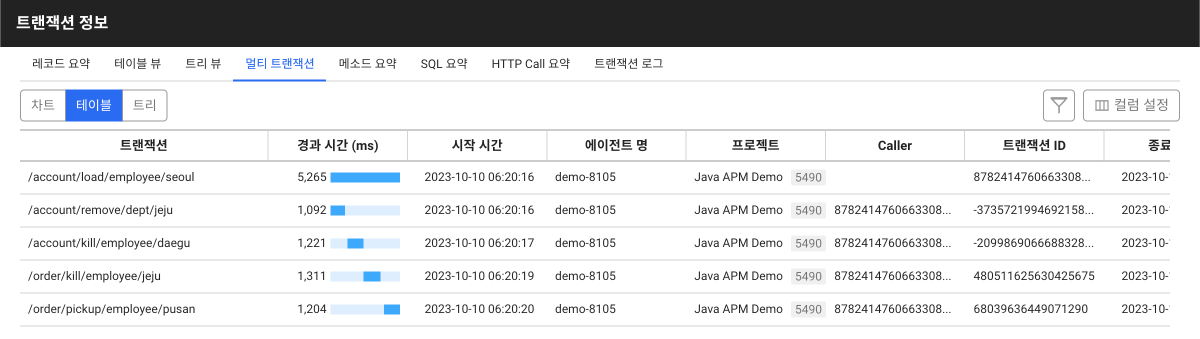 트랜잭션 정보
레코드 요약 테이블 뷰 트리 뷰 멀티 트랜잭션 메소드 요약 SQL 요약 HTTP Call 요약 트랜잭션 로그
차트 테이블 트리 컬럼 설정
트랜잭션 경과 시간 (ms) 시작 시간 에이전트 명 프로젝트 Caller 트랜잭션 ID 종료
/account/load/employee/seoul 5,265 2023-10-10 06:20:16 demo-8105 Java APM Demo 5490 8782414760663308... 2023-10-
/account/remove/dept/jeju 1,092 2023-10-10 06:20:16 demo-8105 Java APM Demo 5490 8782414760663308... -3735721994692158... 2023-10-
/account/kill/employee/daegu 1,221 2023-10-10 06:20:17 demo-8105 Java APM Demo 5490 8782414760663308... -2099869066688328... 2023-10-
/order/kill/employee/jeju 1,311 2023-10-10 06:20:19 demo-8105 Java APM Demo 5490 8782414760663308... 480511625630425675 2023-10-
/order/pickup/employee/pusan 1,204 2023-10-10 06:20:20 demo-8105 Java APM Demo 5490 8782414760663308... 68039636449071290 2023-10-